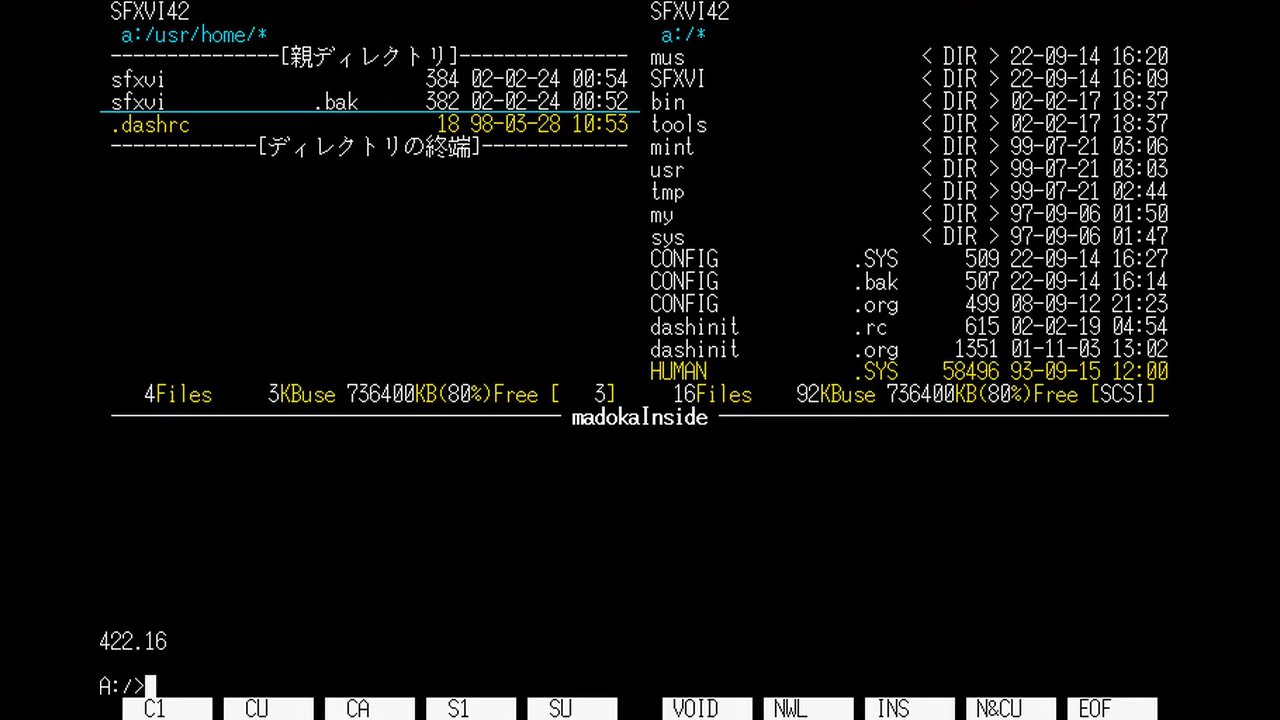 SFXVI42
a:/usr/home/*
---------------[親ディレクトリ]---------------
sfxvi 384 02-02-24 00:54
sfxvi .bak 382 02-02-24 00:52
.dashrc 18 98-03-28 10:53
-------------[ディレクトリの終端]-------------
4Files 3KBuse 736400KB(80%)Free [ 3]
SFXVI42
a:/*
mus < DIR > 22-09-14 16:20
SFXVI < DIR > 22-09-14 16:09
bin < DIR > 02-02-17 18:37
tools < DIR > 02-02-17 18:37
mint < DIR > 99-07-21 03:06
usr < DIR > 99-07-21 03:03
tmp < DIR > 99-07-21 02:44
my < DIR > 97-09-06 01:50
sys < DIR > 97-09-06 01:47
CONFIG .SYS 509 22-09-14 16:27
CONFIG .bak 507 22-09-14 16:14
CONFIG .org 499 08-09-12 21:23
dashinit .rc 615 02-02-19 04:54
dashinit .org 1351 01-11-03 13:02
HUMAN .SYS 58496 93-09-15 12:00
16Files 92KBuse 736400KB(80%)Free [SCSI]
madokaInside
422.16
A:/>
C1 CU CA S1 SU VOID NWL INS N&CU EOF